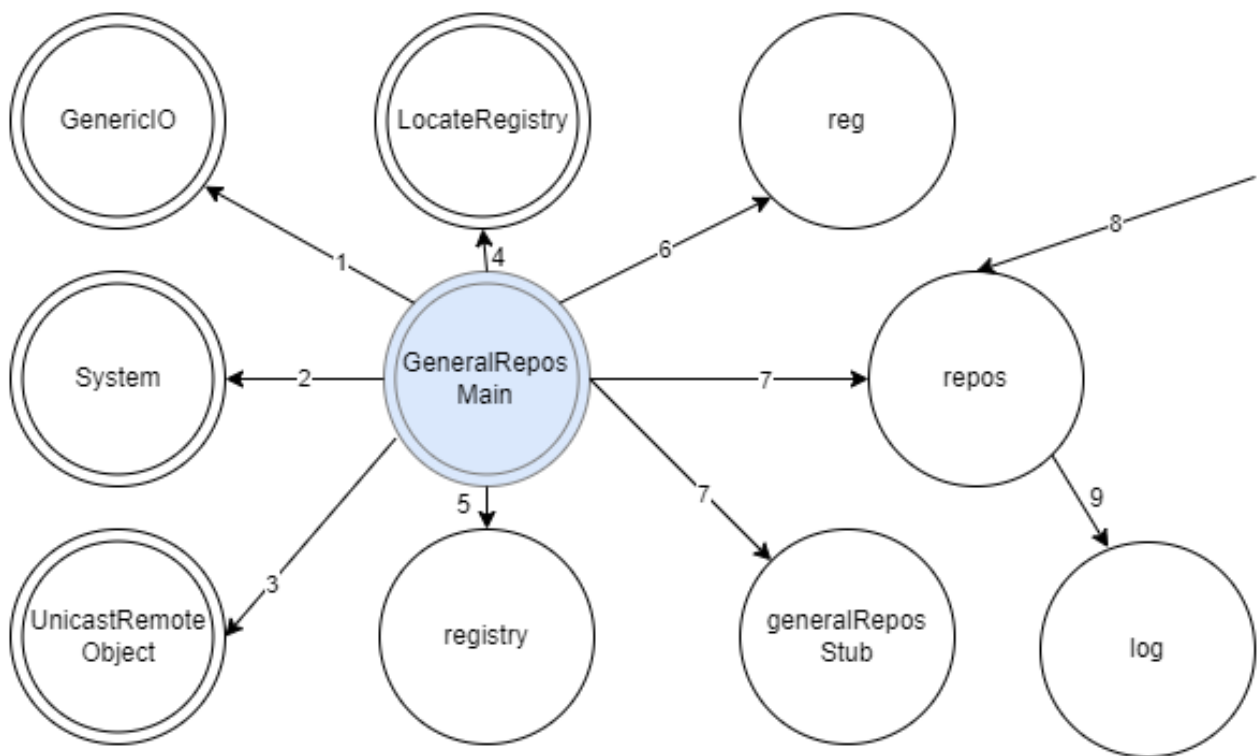 GenericIO
LocateRegistry
reg
8
1
4
6
System
2
GeneralRepos
Main
7
repos
5
7
9
3
UnicastRemote
Object
registry
generalRepos
Stub
log